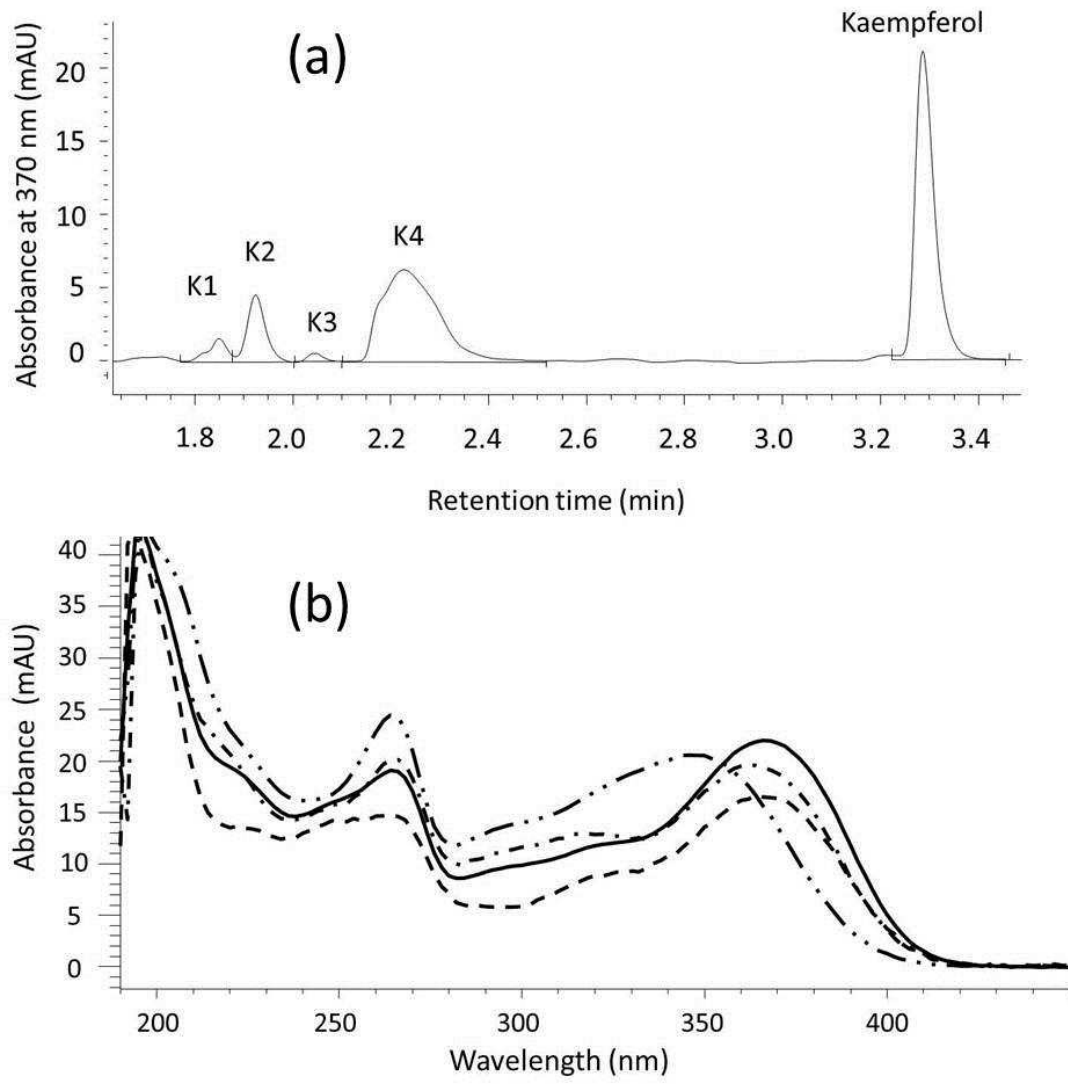 Kaempferol
(a)
Absorbance at 370 nm (mAU)
20
15
10
5
0
K1
K2
K3
K4
1.8 2.0 2.2 2.4 2.6 2.8 3.0 3.2 3.4
Retention time (min)
(b)
Absorbance (mAU)
40
35
30
25
20
15
10
5
0
200 250 300 350 400
Wavelength (nm)